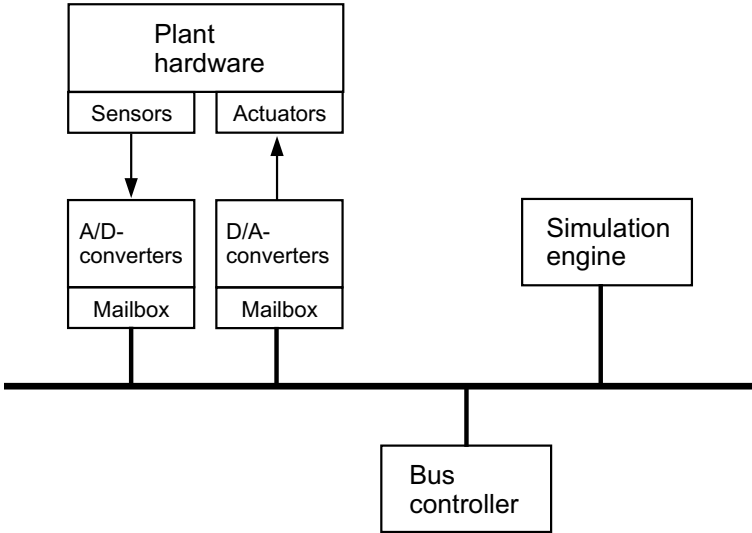 Plant
hardware
Sensors
Actuators
A/D-
converters
D/A-
converters
Mailbox
Mailbox
Simulation
engine
Bus
controller